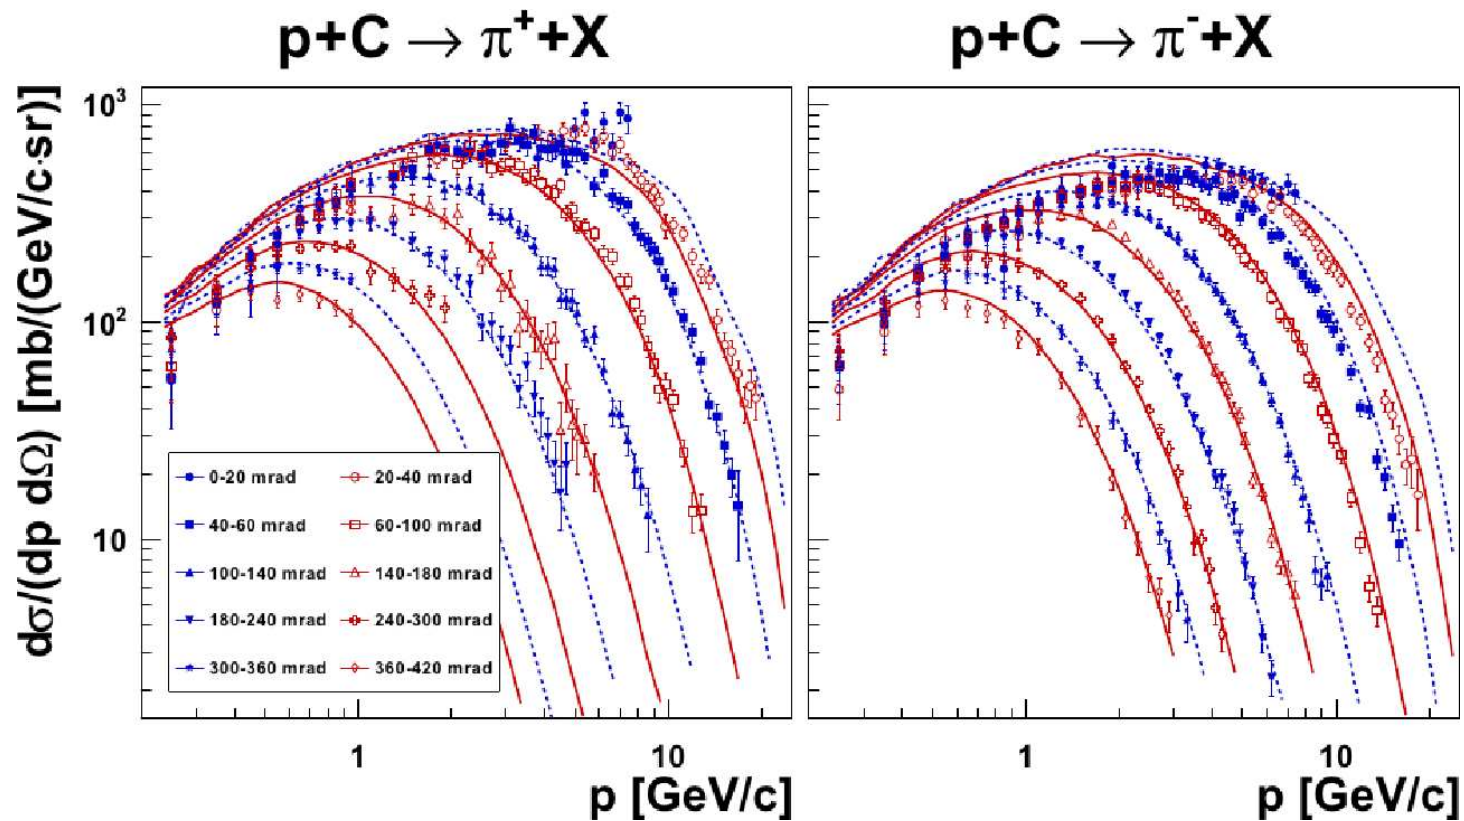 p+C → π⁺+X
p+C → π⁻+X
dσ/(dp dΩ) [mb/(GeV/c·sr)]
10³
10²
10
0-20 mrad
20-40 mrad
40-60 mrad
60-100 mrad
100-140 mrad
140-180 mrad
180-240 mrad
240-300 mrad
300-360 mrad
360-420 mrad
1
10
1
10
p [GeV/c]
p [GeV/c]